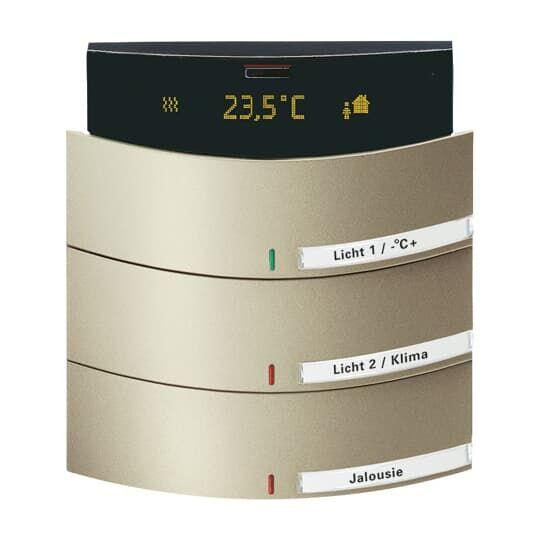 23,5°C
Licht 1 / -°C+
Licht 2 / Klima
Jalousie